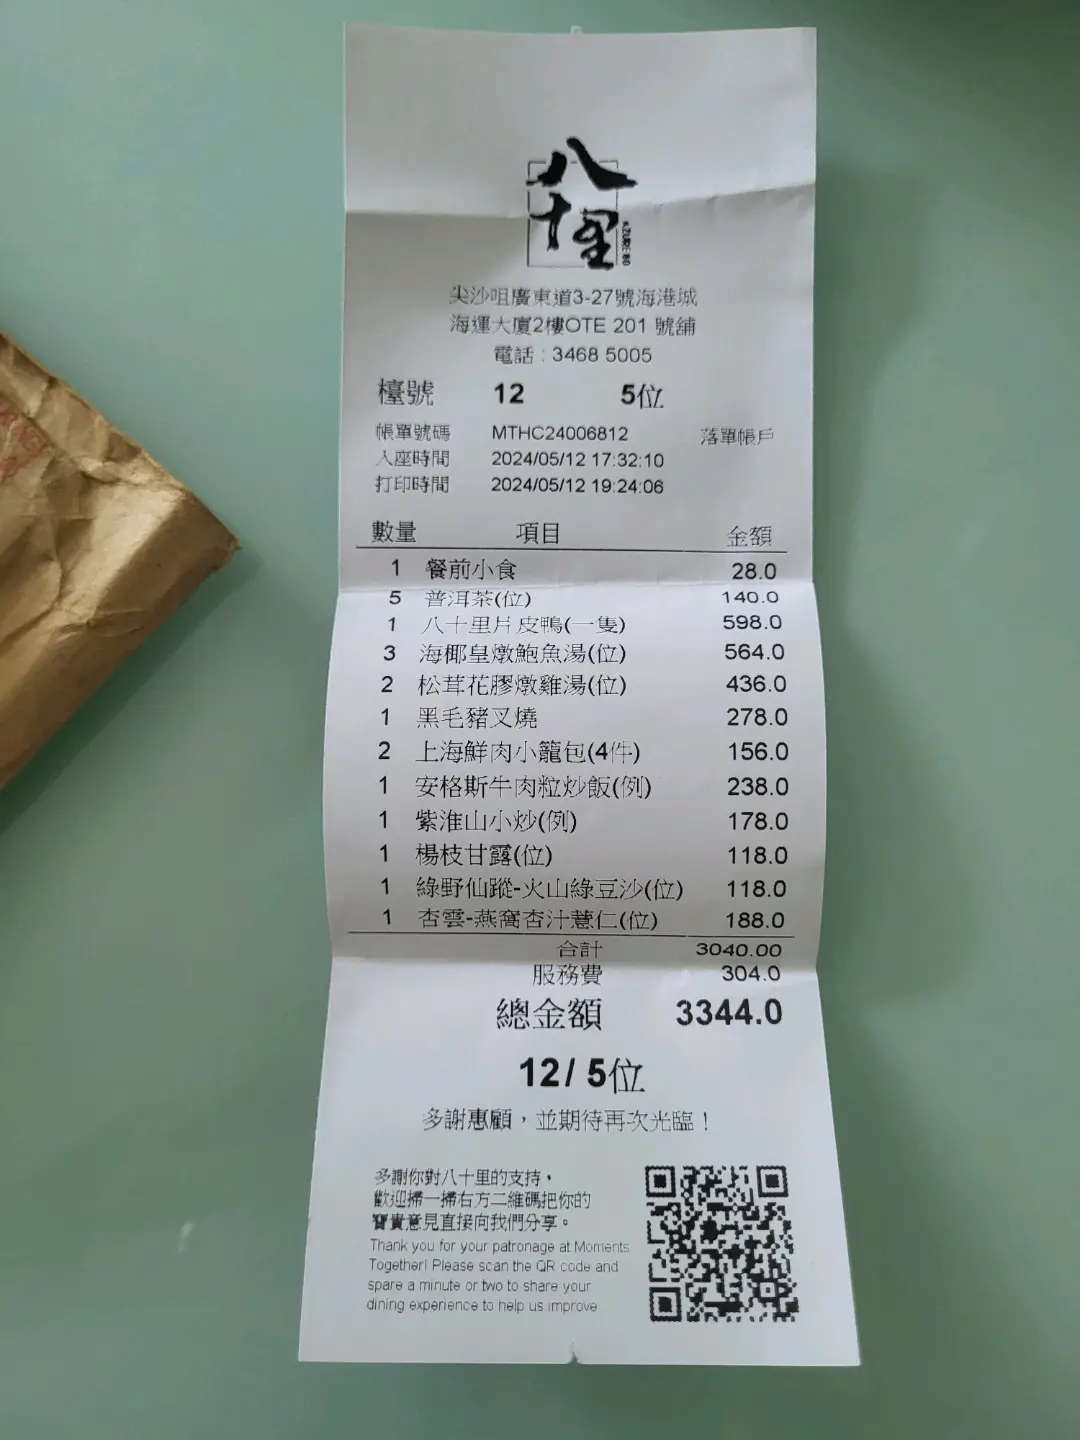 八十里
AZURE 80
尖沙咀廣東道3-27號海港城
海運大廈2樓OTE 201 號舖
電話 : 3468 5005
檯號 12 5位
帳單號碼 MTHC24006812 落單帳戶
入座時間 2024/05/12 17:32:10
打印時間 2024/05/12 19:24:06
數量 項目 金額
1 餐前小食 28.0
5 普洱茶(位) 140.0
1 八十里片皮鴨(一隻) 598.0
3 海椰皇燉鮑魚湯(位) 564.0
2 松茸花膠燉雞湯(位) 436.0
1 黑毛豬叉燒 278.0
2 上海鮮肉小籠包(4件) 156.0
1 安格斯牛肉粒炒飯(例) 238.0
1 紫淮山小炒(例) 178.0
1 楊枝甘露(位) 118.0
1 綠野仙蹤-火山綠豆沙(位) 118.0
1 杏雲-燕窩杏汁薏仁(位) 188.0
合計 3040.00
服務費 304.0
總金額 3344.0
12/ 5位
多謝惠顧，並期待再次光臨！
多謝你對八十里的支持，
歡迎掃一掃右方二維碼把你的
寶貴意見直接向我們分享。
Thank you for your patronage at Moments
Together! Please scan the QR code and
spare a minute or two to share your
dining experience to help us improve